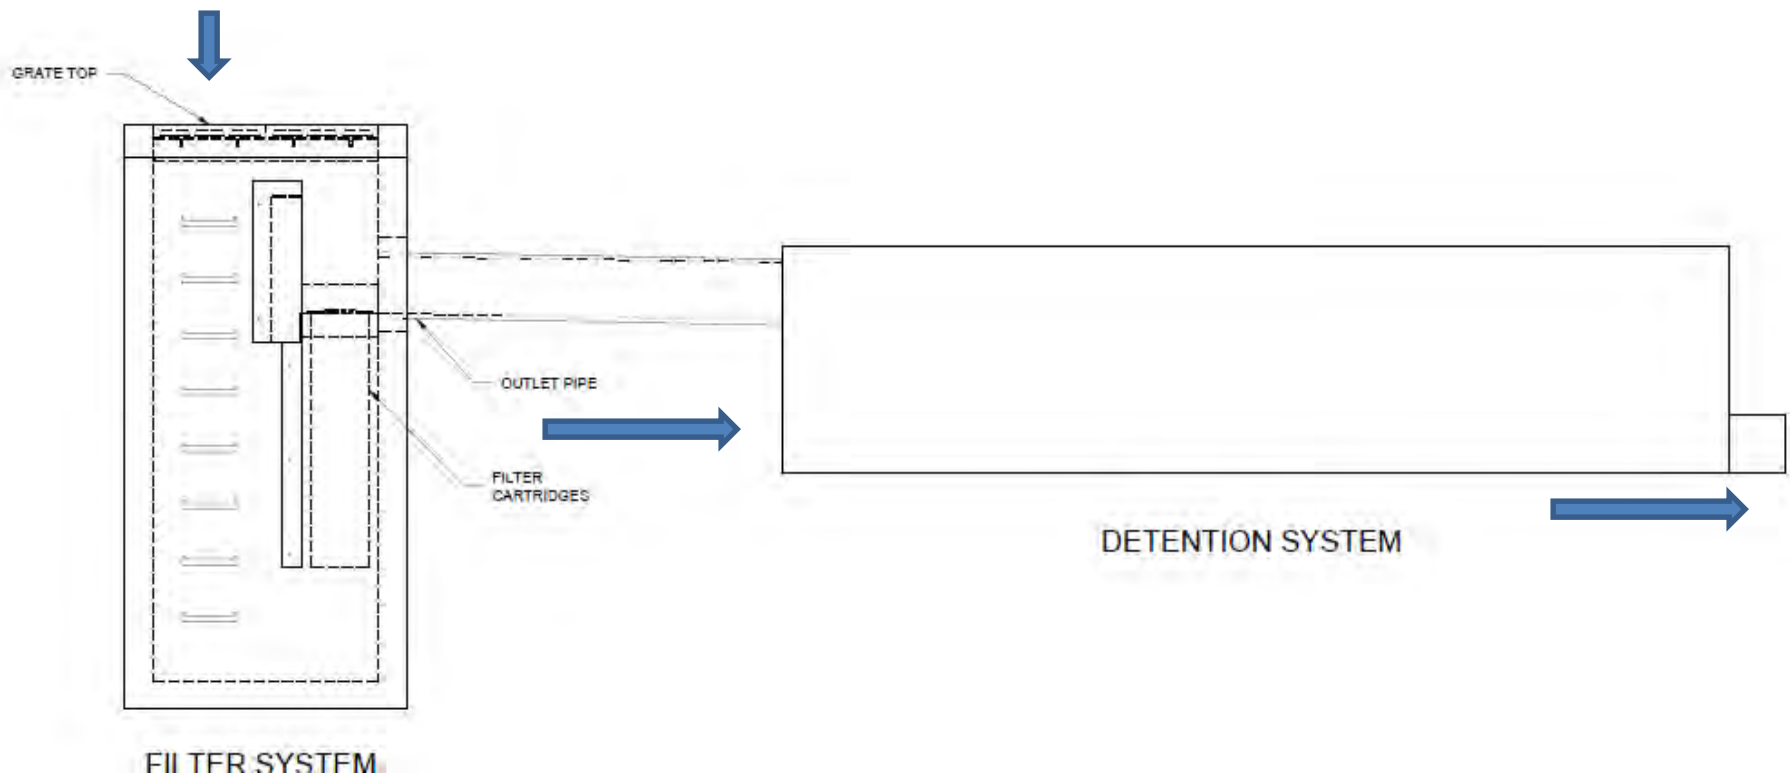 GRATE TOP
OUTLET PIPE
FILTER
CARTRIDGES
DETENTION SYSTEM
FILTER SYSTEM